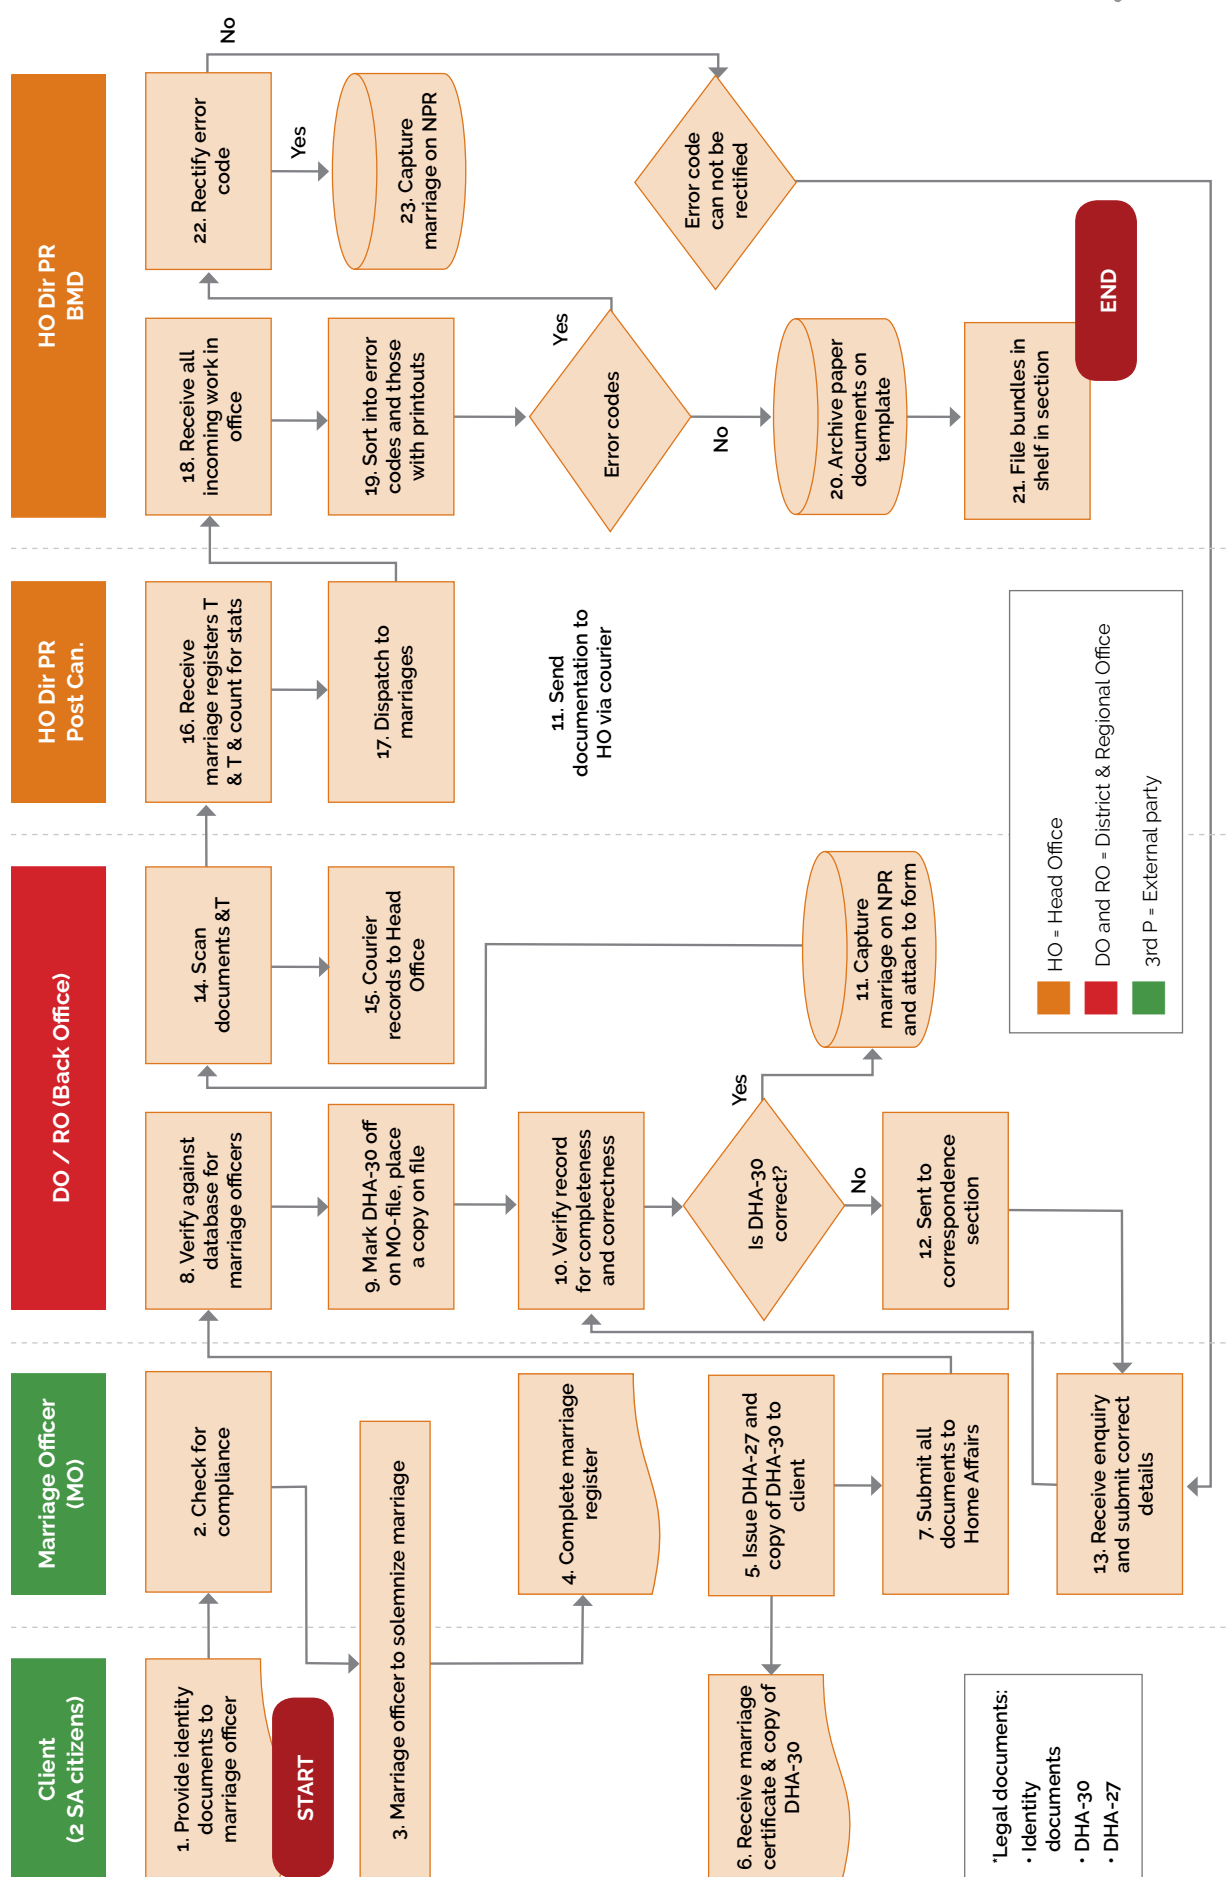 Client
(2 SA citizens)
1. Provide identity
documents to
marriage officer
START
3. Marriage officer to solemnize marriage
6. Receive marriage
certificate & copy of
DHA-30
*Legal documents:
• Identity
documents
• DHA-30
• DHA-27
Marriage Officer
(MO)
2. Check for
compliance
4. Complete marriage
register
5. Issue DHA-27 and
copy of DHA-30 to
client
7. Submit all
documents to
Home Affairs
13. Receive enquiry
and submit correct
details
DO / RO (Back Office)
8. Verify against
database for
marriage officers
9. Mark DHA-30 off
on MO-file, place
a copy on file
10. Verify record
for completeness
and correctness
Is DHA-30
correct?
Yes
No
12. Sent to
correspondence
section
14. Scan
documents &T
15. Courier
records to Head
Office
11. Capture
marriage on NPR
and attach to form
HO Dir PR
Post Can.
16. Receive
marriage registers T
& T & count for stats
17. Dispatch to
marriages
11. Send
documentation to
HO via courier
HO = Head Office
DO and RO = District & Regional Office
3rd P = External party
HO Dir PR
BMD
18. Receive all
incoming work in
office
19. Sort into error
codes and those
with printouts
Error codes
Yes
No
20. Archive paper
documents on
template
21. File bundles in
shelf in section
END
22. Rectify error
code
No
Yes
23. Capture
marriage on NPR
Error code
can not be
rectified